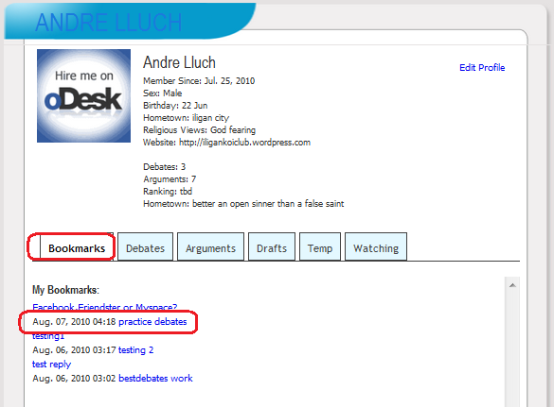 ANDRE LLUCH
Hire me on
oDesk
Andre Lluch
Edit Profile
Member Since: Jul. 25, 2010
Sex: Male
Birthday: 22 Jun
Hometown: iligan city
Religious Views: God fearing
Website: http://iligankoiclub.wordpress.com
Debates: 3
Arguments: 7
Ranking: tbd
Hometown: better an open sinner than a false saint
Bookmarks Debates Arguments Drafts Temp Watching
My Bookmarks:
Facebook,Friendster or Myspace?
Aug. 07, 2010 04:18 practice debates
testing1
Aug. 06, 2010 03:17 testing 2
test reply
Aug. 06, 2010 03:02 bestdebates work